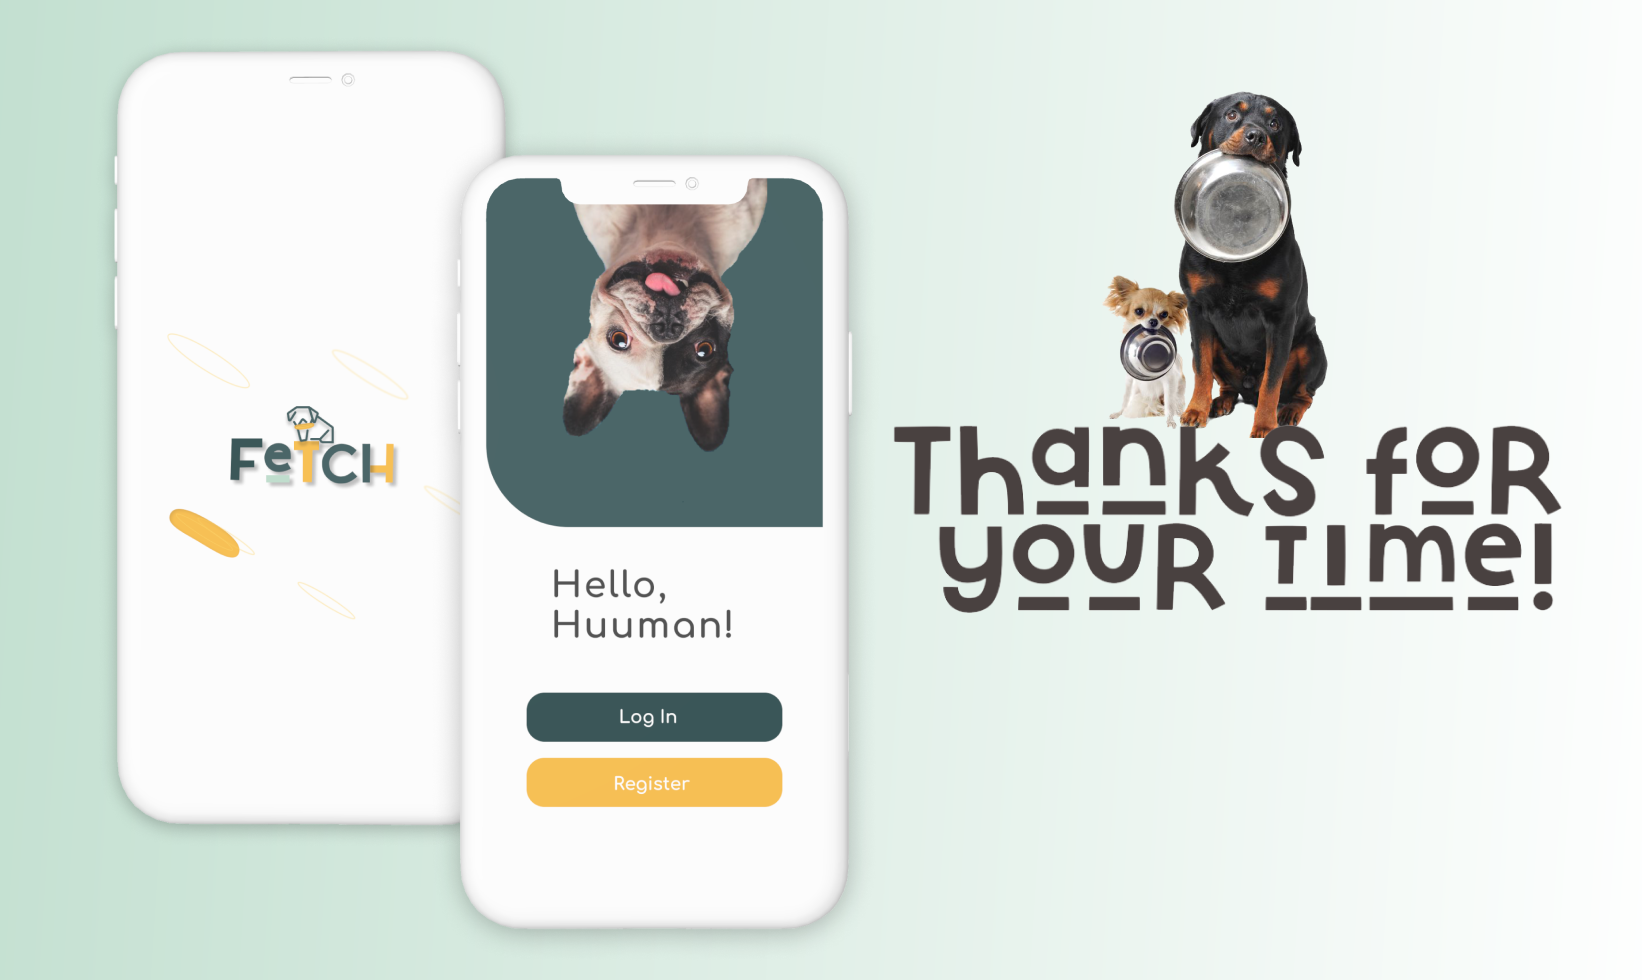 FeTCH
Hello,
Huuman!
Log In
Register
Thanks for
your time!